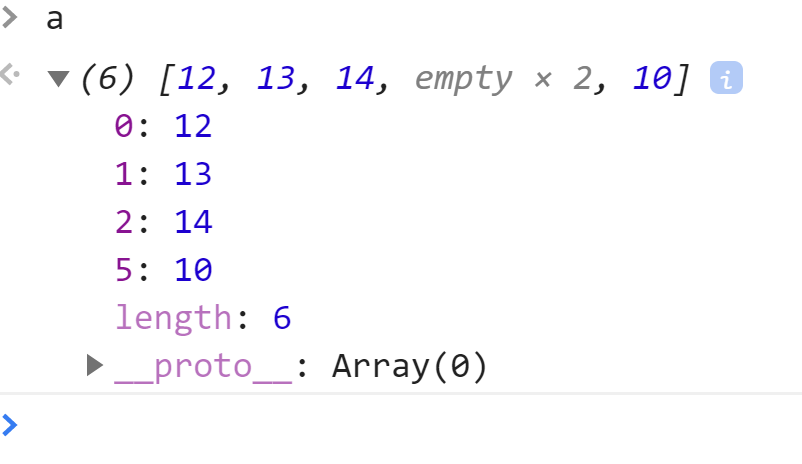 > a
(6) [12, 13, 14, empty × 2, 10] i
0: 12
1: 13
2: 14
5: 10
length: 6
__proto__: Array(0)
>